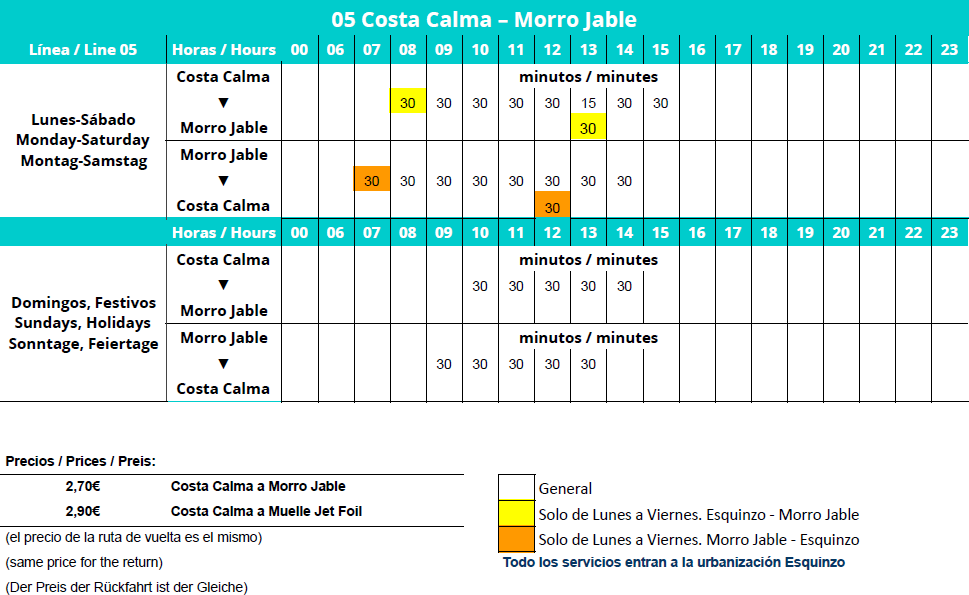 05 Costa Calma – Morro Jable
Línea / Line 05 Horas / Hours 00 06 07 08 09 10 11 12 13 14 15 16 17 18 19 20 21 22 23
Lunes-Sábado
Monday-Saturday
Montag-Samstag
Costa Calma minutos / minutes
▼ 30 30 30 30 30 15 30 30
Morro Jable 30
Morro Jable
▼ 30 30 30 30 30 30 30 30
Costa Calma 30
Horas / Hours 00 06 07 08 09 10 11 12 13 14 15 16 17 18 19 20 21 22 23
Domingos, Festivos
Sundays, Holidays
Sonntage, Feiertage
Costa Calma minutos / minutes
▼ 30 30 30 30 30
Morro Jable
Morro Jable minutos / minutes
▼ 30 30 30 30 30
Costa Calma
Precios / Prices / Preis:
2,70€ Costa Calma a Morro Jable
2,90€ Costa Calma a Muelle Jet Foil
(el precio de la ruta de vuelta es el mismo)
(same price for the return)
(Der Preis der Rückfahrt ist der Gleiche)
General
Solo de Lunes a Viernes. Esquinzo - Morro Jable
Solo de Lunes a Viernes. Morro Jable - Esquinzo
Todo los servicios entran a la urbanización Esquinzo